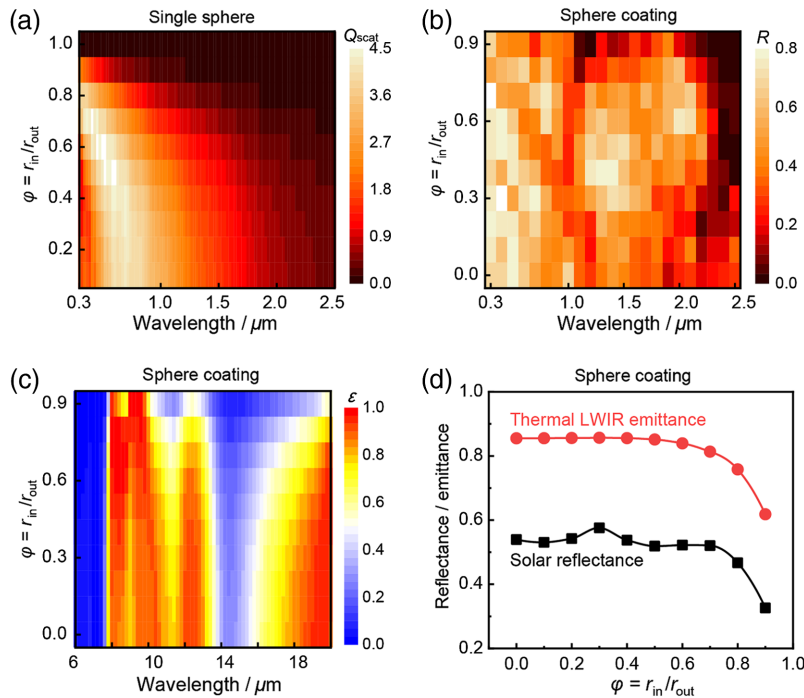 (a)
Single sphere
Q_scat
1.0
0.8
0.6
0.4
0.2
φ = r_in/r_out
4.5
3.6
2.7
1.8
0.9
0.0
0.3
1.0
2.0
2.5
Wavelength / μm
(b)
Sphere coating
R
0.9
0.6
0.3
0.0
φ = r_in/r_out
0.8
0.6
0.4
0.2
0.0
0.3
1.0
2.0
2.5
Wavelength / μm
(c)
Sphere coating
ε
0.9
0.6
0.3
0.0
φ = r_in/r_out
1.0
0.8
0.6
0.4
0.2
0.0
6
10
14
18
Wavelength / μm
(d)
Sphere coating
1.0
0.8
0.6
0.4
0.2
Reflectance / emittance
Thermal LWIR emittance
Solar reflectance
0.0
0.2
0.4
0.6
0.8
1.0
φ = r_in/r_out